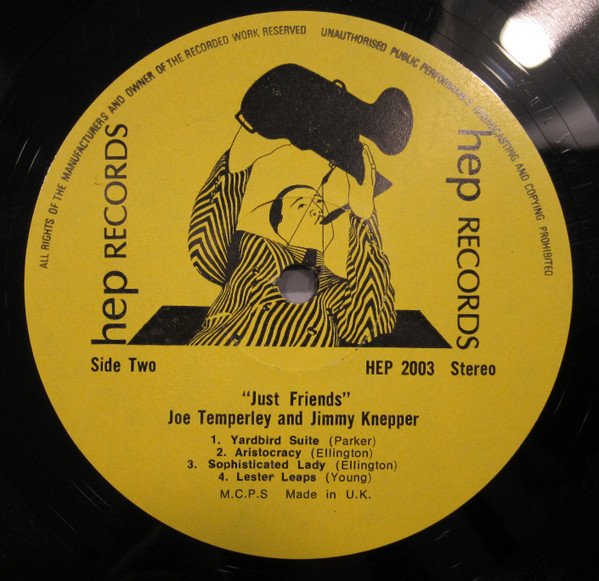 ALL RIGHTS OF THE MANUFACTURERS AND OWNER OF THE RECORDED WORK RESERVED UNAUTHORISED PUBLIC PERFORMANCE BROADCASTING AND COPYING PROHIBITED
hep RECORDS
hep RECORDS
Side Two
HEP 2003 Stereo
"Just Friends"
Joe Temperley and Jimmy Knepper
1. Yardbird Suite (Parker)
2. Aristocracy (Ellington)
3. Sophisticated Lady (Ellington)
4. Lester Leaps (Young)
M.C.P.S Made in U.K.